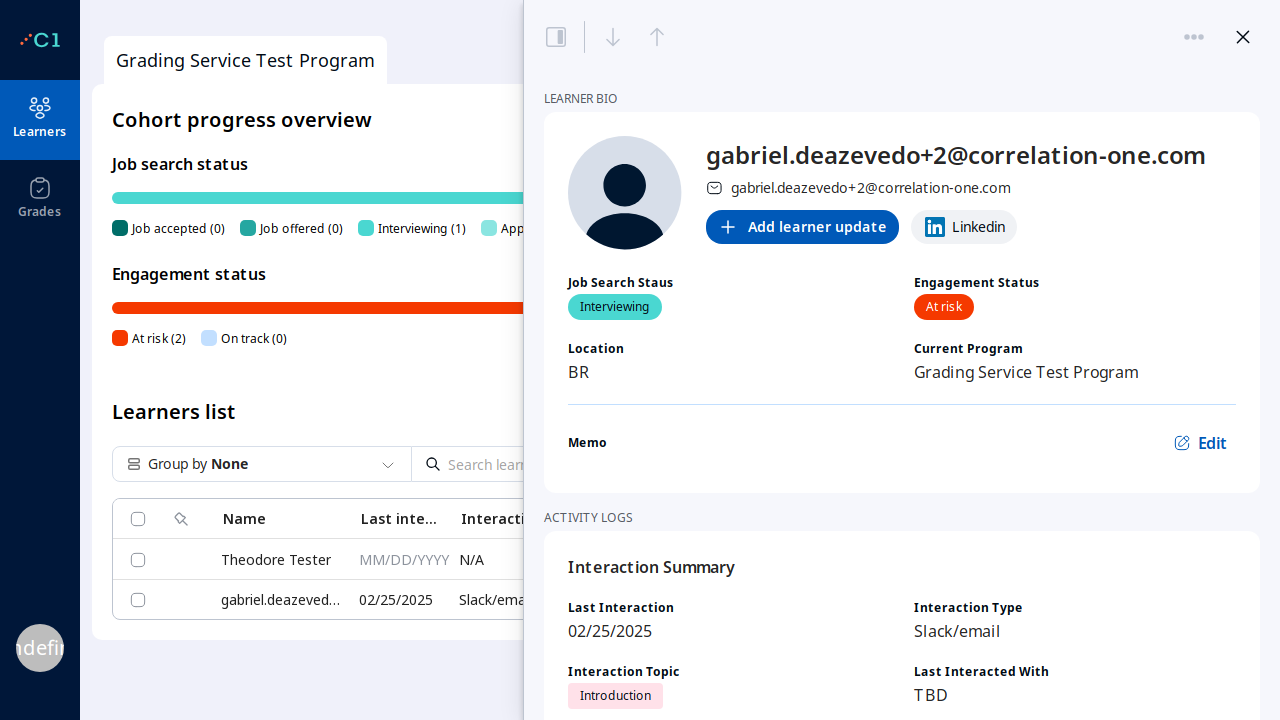 C1
Learners
Grades
ndefin
Grading Service Test Program
Cohort progress overview
Job search status
Job accepted (0)
Job offered (0)
Interviewing (1)
App
Engagement status
At risk (2)
On track (0)
Learners list
Group by None
Search learn
Name
Last inte...
Interacti
Theodore Tester
MM/DD/YYYY
N/A
gabriel.deazeved...
02/25/2025
Slack/ema
LEARNER BIO
gabriel.deazevedo+2@correlation-one.com
gabriel.deazevedo+2@correlation-one.com
Add learner update
Linkedin
Job Search Staus
Engagement Status
Interviewing
At risk
Location
Current Program
BR
Grading Service Test Program
Memo
Edit
ACTIVITY LOGS
Interaction Summary
Last Interaction
Interaction Type
02/25/2025
Slack/email
Interaction Topic
Last Interacted With
Introduction
TBD